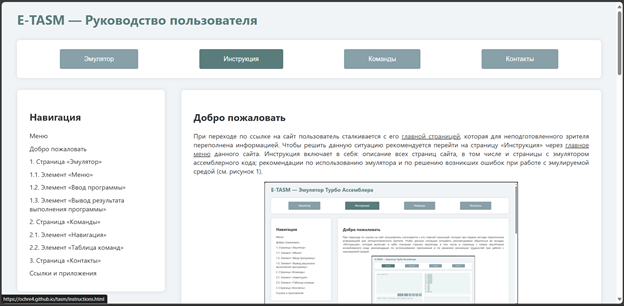 E-TASM — Руководство пользователя
Эмулятор
Инструкция
Команды
Контакты
Навигация
Меню
Добро пожаловать
1. Страница «Эмулятор»
1.1. Элемент «Меню»
1.2. Элемент «Ввод программы»
1.3. Элемент «Вывод результата
выполнения программы»
2. Страница «Команды»
2.1. Элемент «Навигация»
2.2. Элемент «Таблица команд»
3. Страница «Контакты»
Ссылки и приложения
Добро пожаловать
При переходе по ссылке на сайт пользователь сталкивается с его главной страницей, которая для неподготовленного зрителя
переполнена информацией. Чтобы решить данную ситуацию рекомендуется перейти на страницу «Инструкция» через главное
меню данного сайта. Инструкция включает в себя: описание всех страниц сайта, в том числе и страницы с эмулятором
ассемблерного кода; рекомендации по использованию эмулятора и по решению возникших ошибок при работе с эмулируемой
средой (см. рисунок 1).
E-TASM — Эмулятор Турбо Ассемблера
Навигация
Добро пожаловать
https://ochre4.github.io/tasm/instructions.html